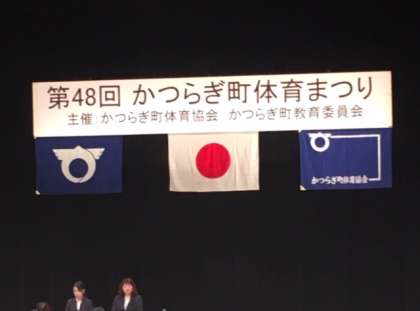 第48回 かつらぎ町体育まつり
主催：かつらぎ町体育協会 かつらぎ町教育委員会
かつらぎ町体育協会